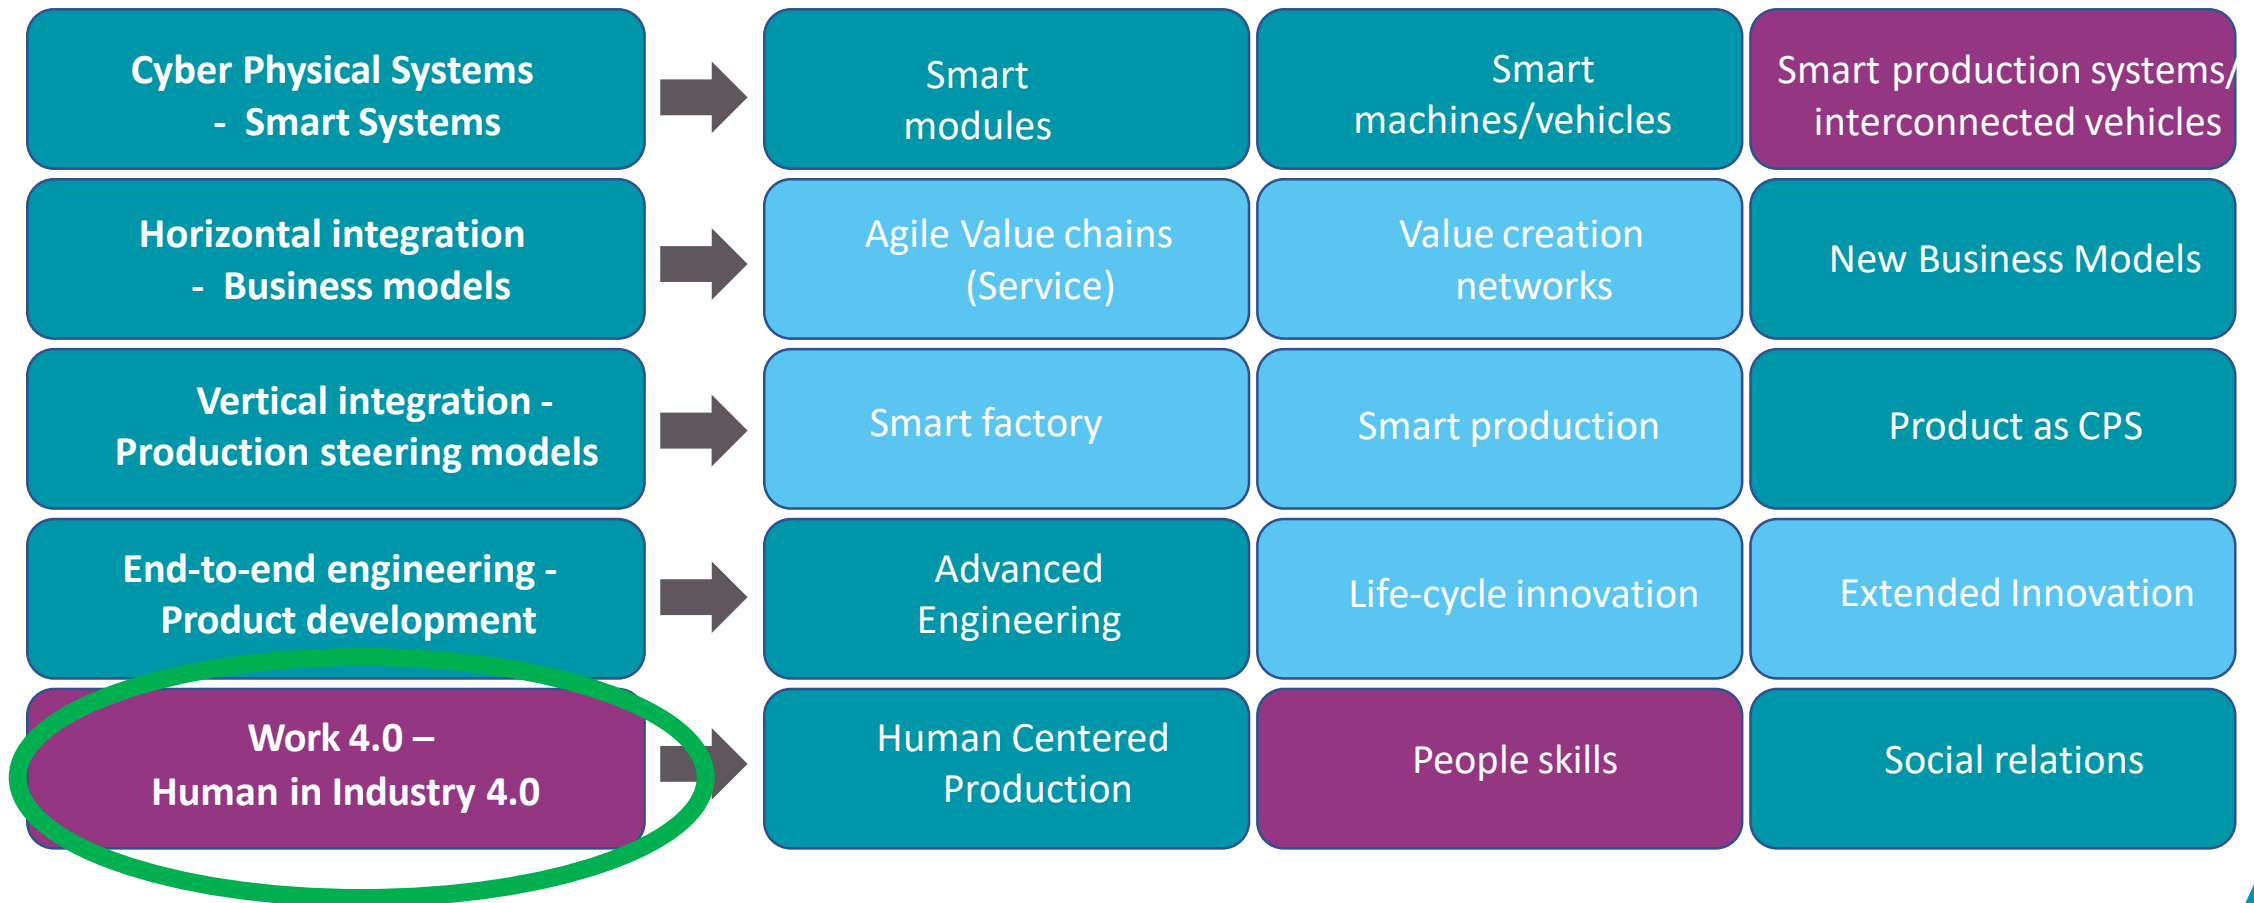 Cyber Physical Systems
- Smart Systems
Smart
modules
Smart
machines/vehicles
Smart production systems/
interconnected vehicles
Horizontal integration
- Business models
Agile Value chains
(Service)
Value creation
networks
New Business Models
Vertical integration -
Production steering models
Smart factory
Smart production
Product as CPS
End-to-end engineering -
Product development
Advanced
Engineering
Life-cycle innovation
Extended Innovation
Work 4.0 –
Human in Industry 4.0
Human Centered
Production
People skills
Social relations